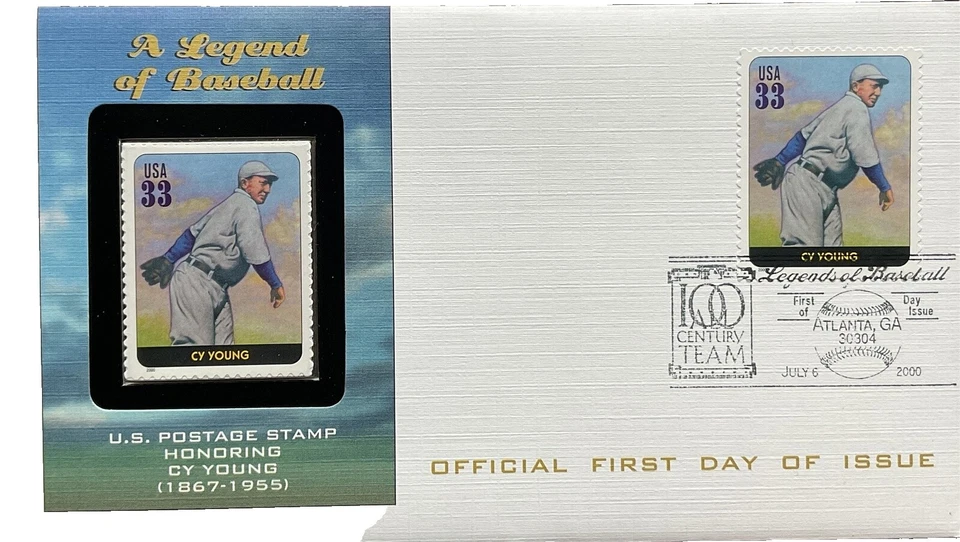 A Legend
of Baseball
USA
33
CY YOUNG
U.S. POSTAGE STAMP
HONORING
CY YOUNG
(1867-1955)
USA
33
CY YOUNG
Legends of Baseball
100
CENTURY
TEAM
First Day
of Issue
ATLANTA, GA
30304
JULY 6 2000
OFFICIAL FIRST DAY OF ISSUE